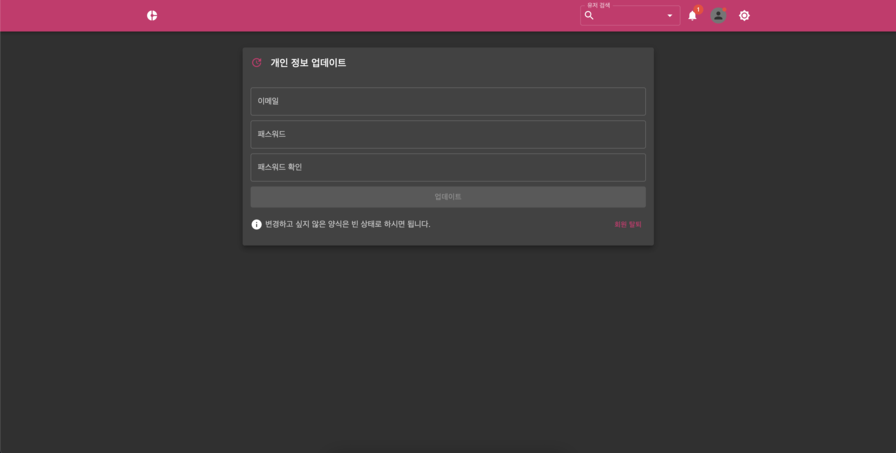 유저 검색
1
개인 정보 업데이트
이메일
패스워드
패스워드 확인
업데이트
변경하고 싶지 않은 양식은 빈 상태로 하시면 됩니다.
회원 탈퇴